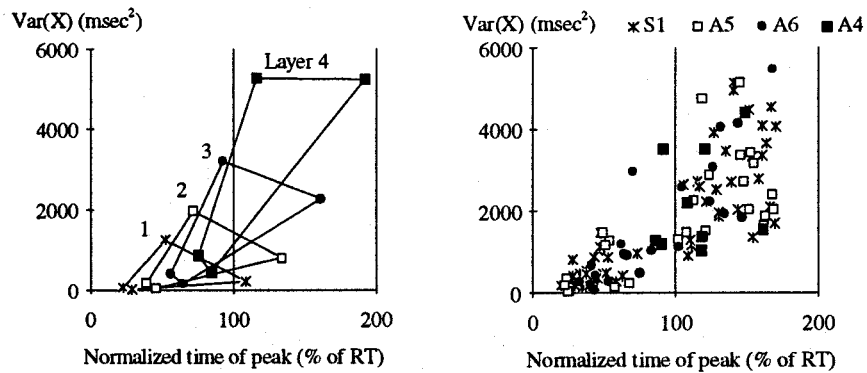 Var(X) (msec²)
6000
4000
2000
0
Layer 4
3
2
1
0 100 200
Normalized time of peak (% of RT)
Var(X) (msec²)
S1 A5 A6 A4
6000
4000
2000
0
0 100 200
Normalized time of peak (% of RT)